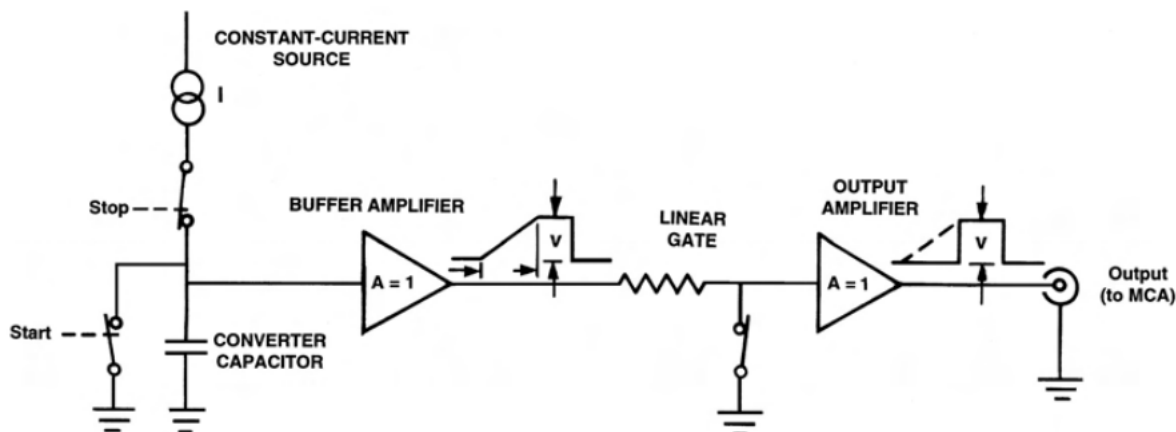 CONSTANT-CURRENT
SOURCE
I
Stop
BUFFER AMPLIFIER
A = 1
V
LINEAR
GATE
OUTPUT
AMPLIFIER
A = 1
V
Output
(to MCA)
Start
CONVERTER
CAPACITOR